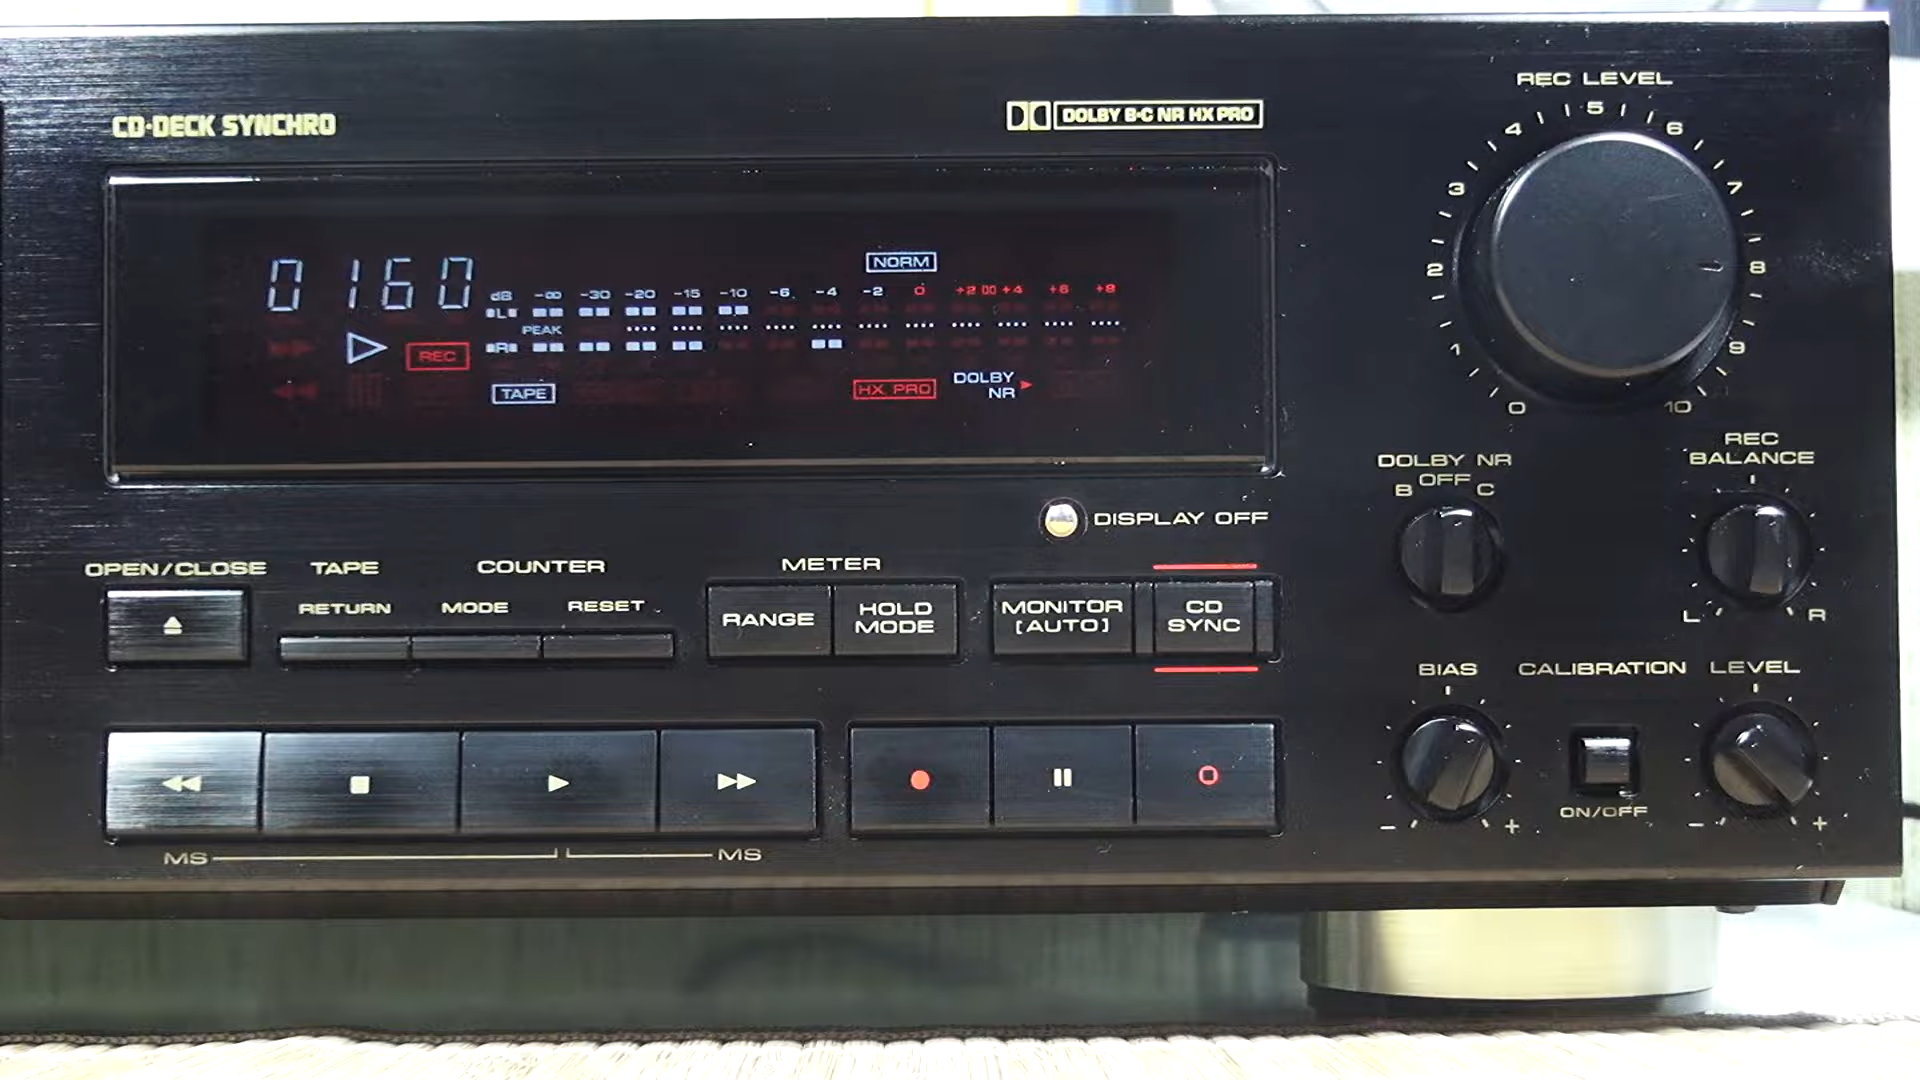 CD·DECK SYNCHRO
DOLBY B·C NR HX PRO
REC LEVEL
0 1 2 3 4 5 6 7 8 9 10
NORM
0160
dB -∞ -30 -20 -15 -10 -6 -4 -2 0 +2 +4 +6 +8
L
PEAK
R
REC
TAPE
HX PRO
DOLBY NR
DISPLAY OFF
DOLBY NR
B OFF C
REC BALANCE
L R
OPEN/CLOSE
TAPE
RETURN
COUNTER
MODE RESET
METER
RANGE
HOLD MODE
MONITOR [AUTO]
CD SYNC
BIAS
- +
CALIBRATION
ON/OFF
LEVEL
- +
MS MS